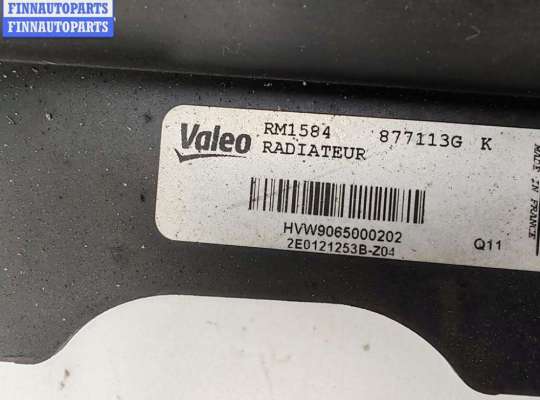 FINNAUTOPARTS
FINNAUTOPARTS
Valeo
RM1584 877113G K
RADIATEUR
HVW9065000202
2E0121253B-Z04
Q11
MADE IN FRANCE